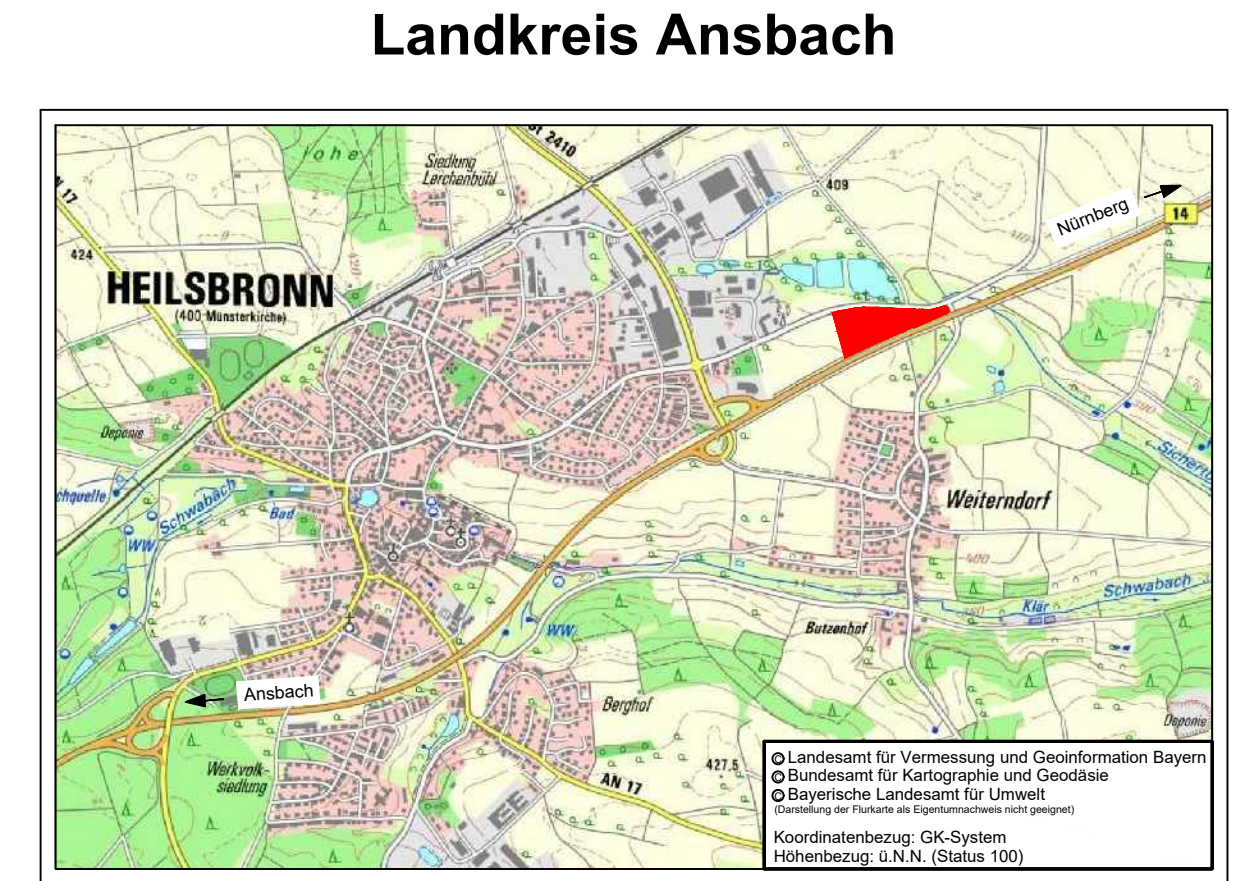 Landkreis Ansbach
St 2410
Siedlung
Lerchenbühl
409
Nürnberg
14
424
HEILSBRONN
(400 Münsterkirche)
Deponie
Schwabach
Bad
WW
Weiterndorf
400
Schwabach
Klär
380
Butzenhof
WW
Ansbach
Berghof
Deponie
Werkvolk-
siedlung
AN 17
427,5
© Landesamt für Vermessung und Geoinformation Bayern
© Bundesamt für Kartographie und Geodäsie
© Bayerische Landesamt für Umwelt
(Darstellung der Flurkarte als Eigentumnachweis nicht geeignet)
Koordinatenbezug: GK-System
Höhenbezug: ü.N.N. (Status 100)